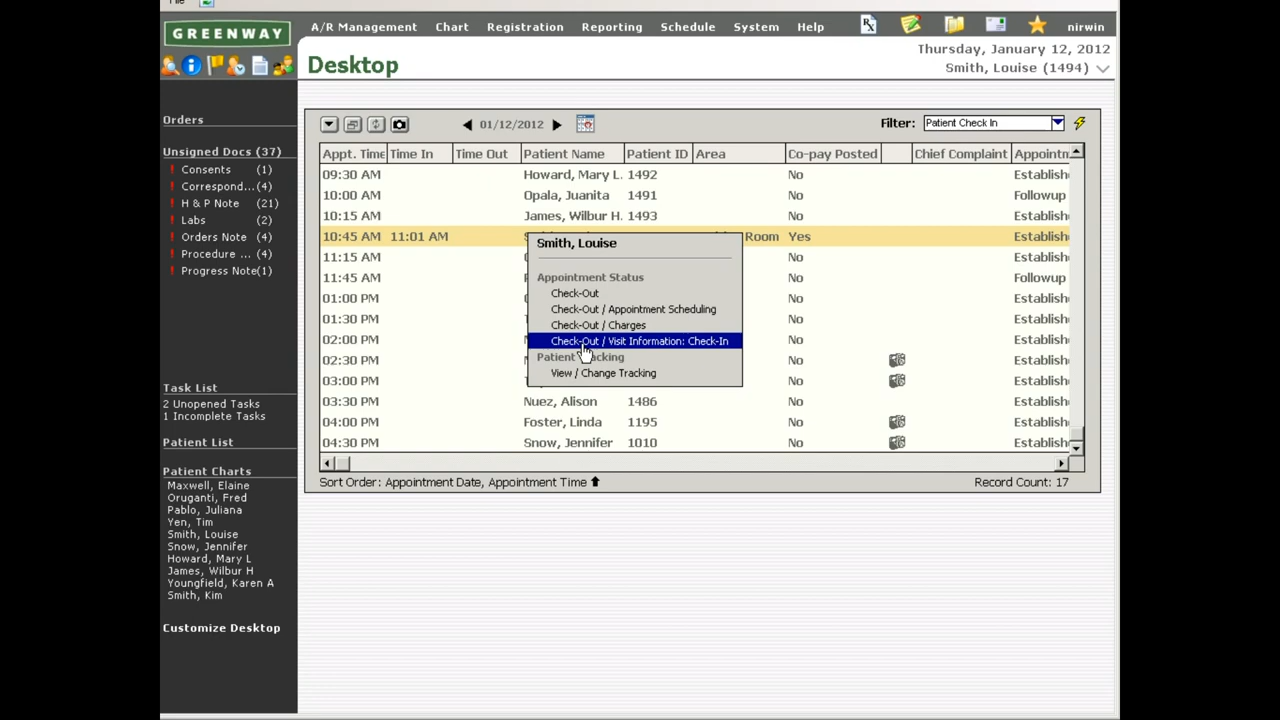 File
GREENWAY
A/R Management Chart Registration Reporting Schedule System Help nirwin
Thursday, January 12, 2012
Desktop
Smith, Louise (1494)
Orders
Unsigned Docs (37)
! Consents (1)
! Correspond... (4)
! H & P Note (21)
! Labs (2)
! Orders Note (4)
! Procedure ... (4)
! Progress Note(1)
Task List
2 Unopened Tasks
1 Incomplete Tasks
Patient List
Patient Charts
Maxwell, Elaine
Oruganti, Fred
Pablo, Juliana
Yen, Tim
Smith, Louise
Snow, Jennifer
Howard, Mary L
James, Wilbur H
Youngfield, Karen A
Smith, Kim
Customize Desktop
01/12/2012 Filter: Patient Check In
Appt. Time Time In Time Out Patient Name Patient ID Area Co-pay Posted Chief Complaint Appointm
09:30 AM Howard, Mary L. 1492 No Establish
10:00 AM Opala, Juanita 1491 No Followup
10:15 AM James, Wilbur H. 1493 No Establish
10:45 AM 11:01 AM Room Yes Establish
11:15 AM No Establish
11:45 AM No Followup
01:00 PM No Establish
01:30 PM No Establish
02:00 PM No Establish
02:30 PM No Establish
03:00 PM No Establish
03:30 PM Nuez, Alison 1486 No Establish
04:00 PM Foster, Linda 1195 No Establish
04:30 PM Snow, Jennifer 1010 No Establish
Smith, Louise
Appointment Status
Check-Out
Check-Out / Appointment Scheduling
Check-Out / Charges
Check-Out / Visit Information: Check-In
Patient Tracking
View / Change Tracking
Sort Order: Appointment Date, Appointment Time Record Count: 17